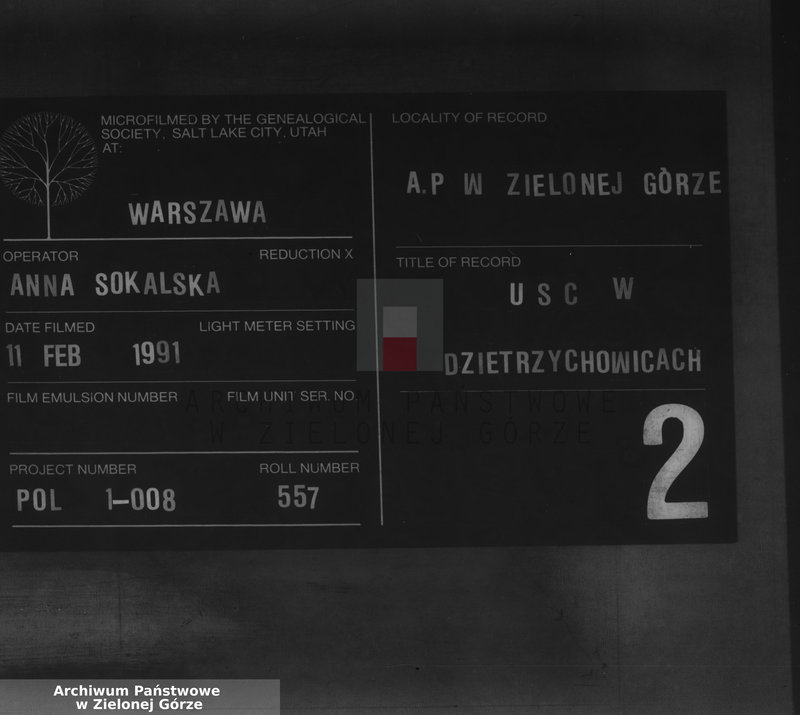 MICROFILMED BY THE GENEALOGICAL
SOCIETY, SALT LAKE CITY, UTAH
AT:
WARSZAWA
OPERATOR REDUCTION X
ANNA SOKALSKA
DATE FILMED LIGHT METER SETTING
11 FEB 1991
FILM EMULSION NUMBER FILM UNIT SER. NO.
PROJECT NUMBER ROLL NUMBER
POL 1-008 557
LOCALITY OF RECORD
A.P W ZIELONEJ GÒRZE
TITLE OF RECORD
U S C W
DZIETRZYCHOWICACH
2
ARCHIWUM PAŃSTWOWE
W ZIELONEJ GÓRZE
Archiwum Państwowe
w Zielonej Górze